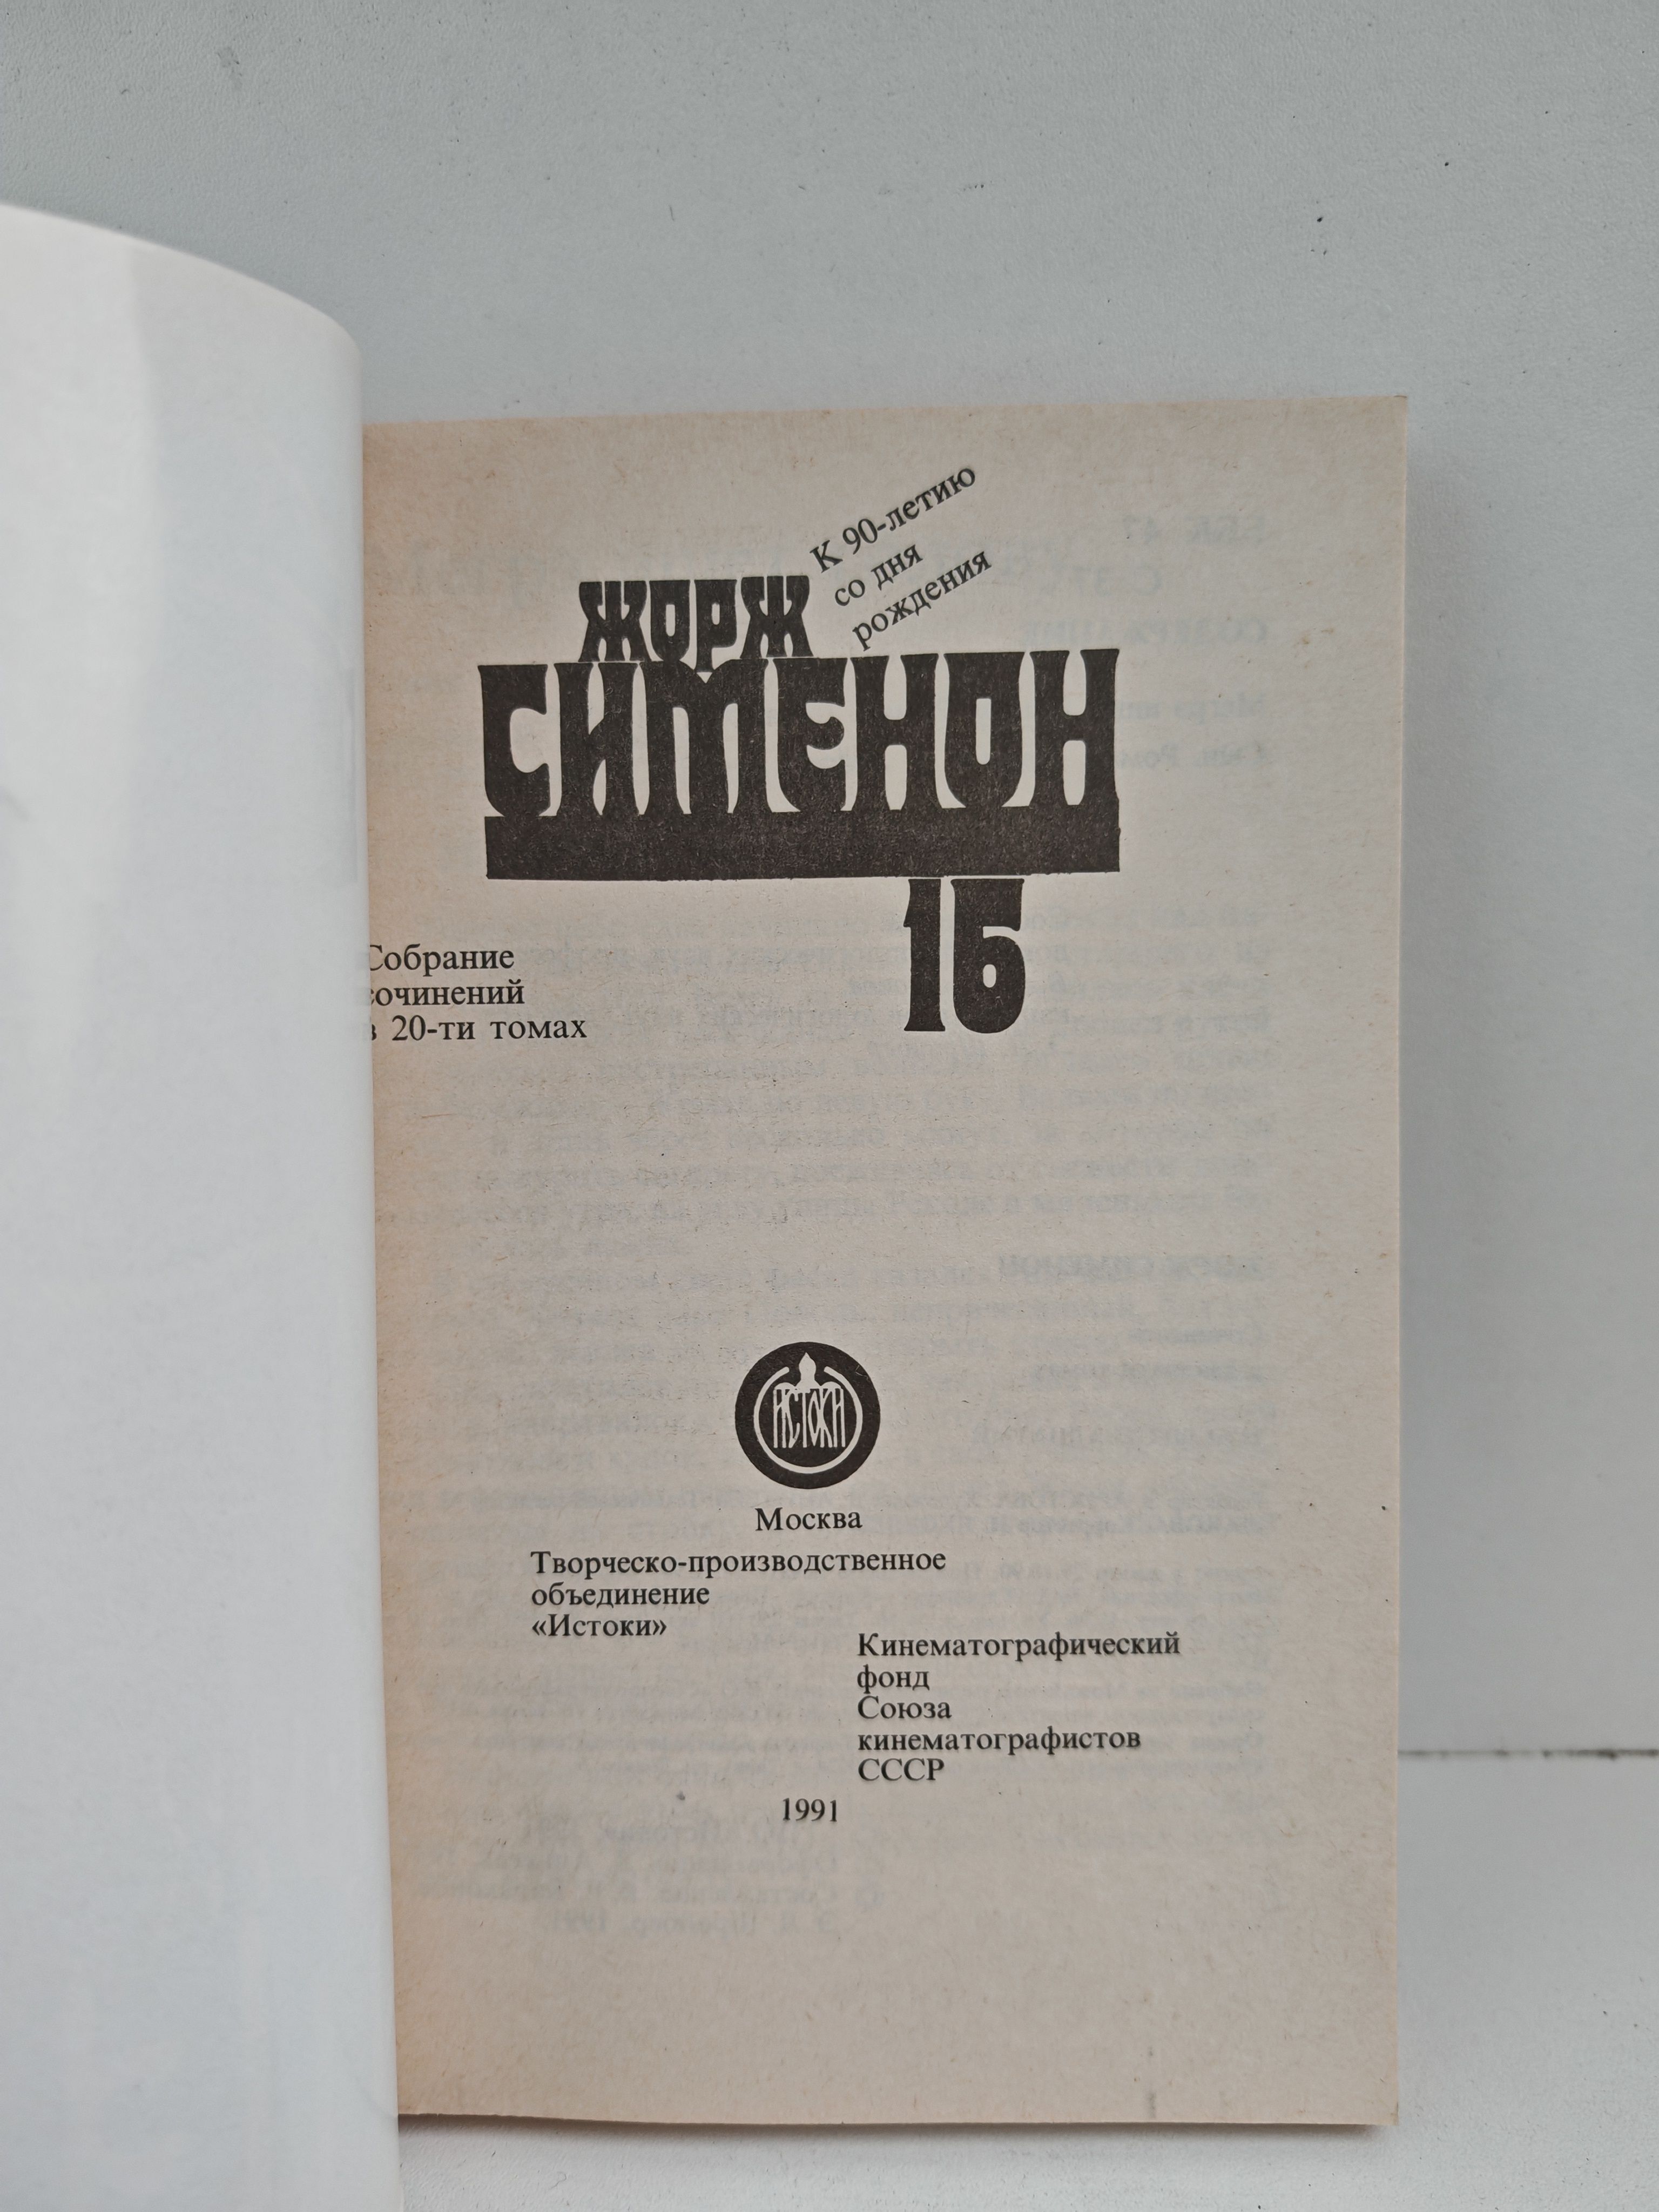 К 90-летию
со дня
рождения
ЖОРЖ
СИМЕНОН
16
Собрание
сочинений
в 20-ти томах
ИСТОКИ
Москва
Творческо-производственное
объединение
«Истоки»
Кинематографический
фонд
Союза
кинематографистов
СССР
1991